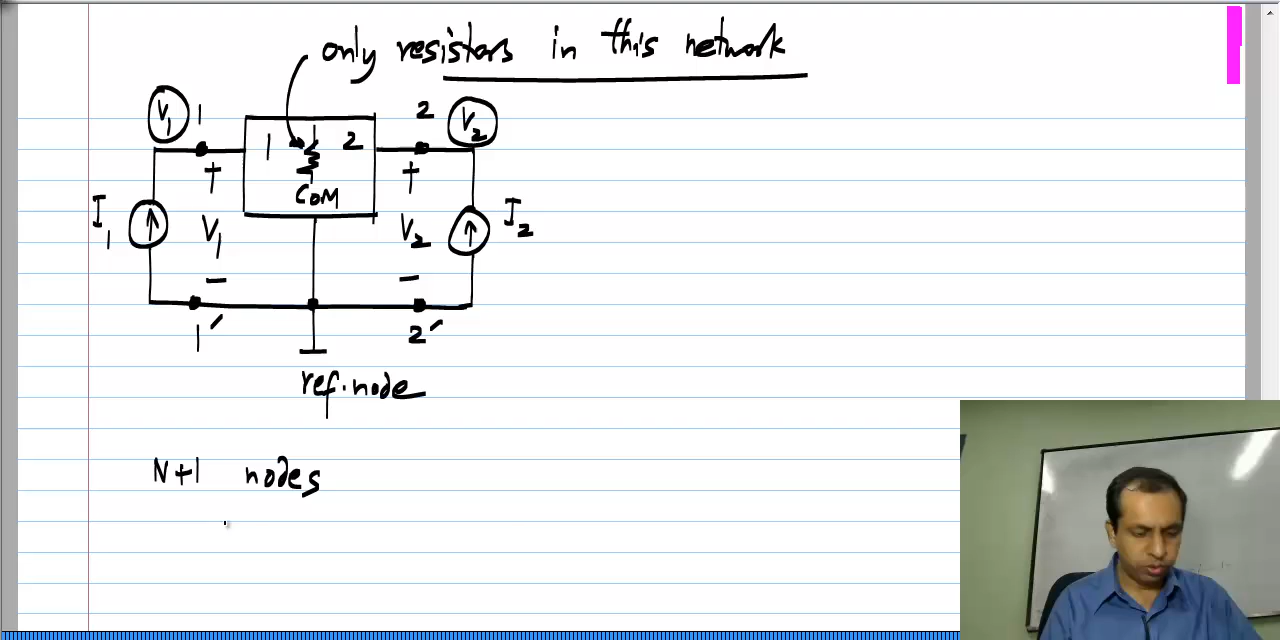 only resistors in this network
V1 1 2 V2
1 2
+ +
COM
I1 V1 V2 I2
- -
1′ 2′
ref. node
N+1 nodes